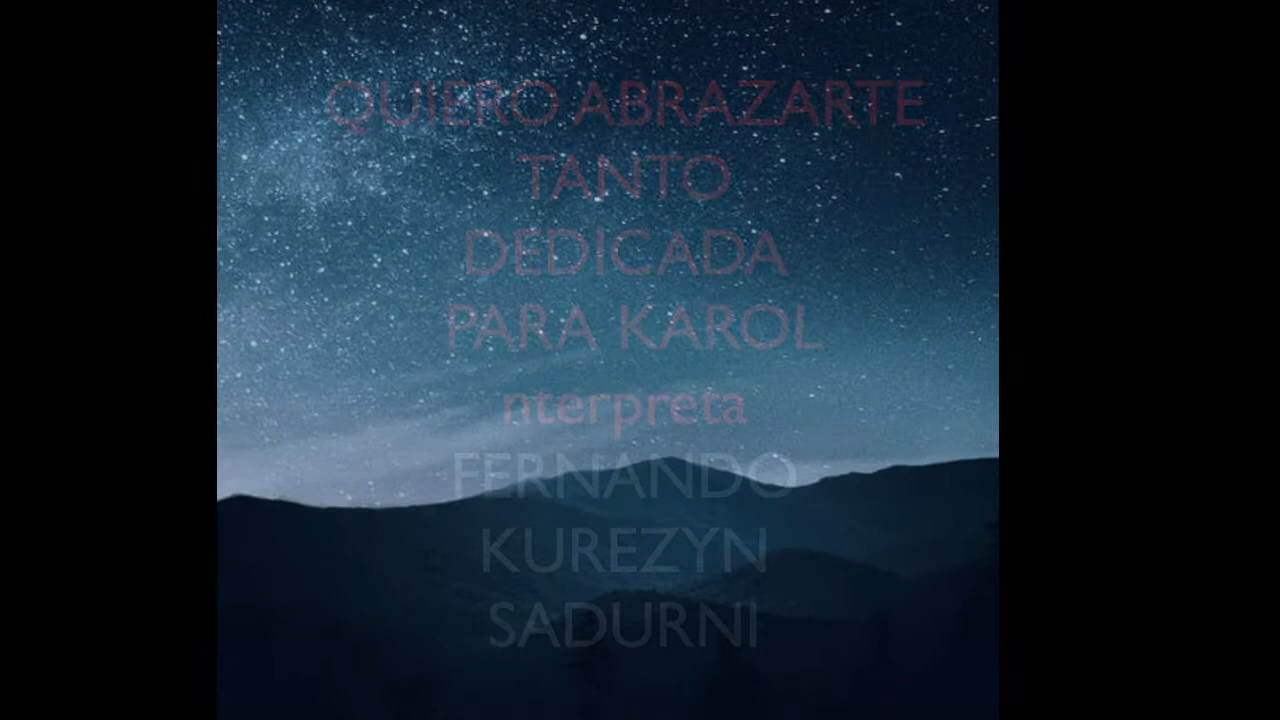 QUIERO ABRAZARTE
TANTO
DEDICADA
PARA KAROL
nterpreta
FERNANDO
KUREZYN
SADURNI